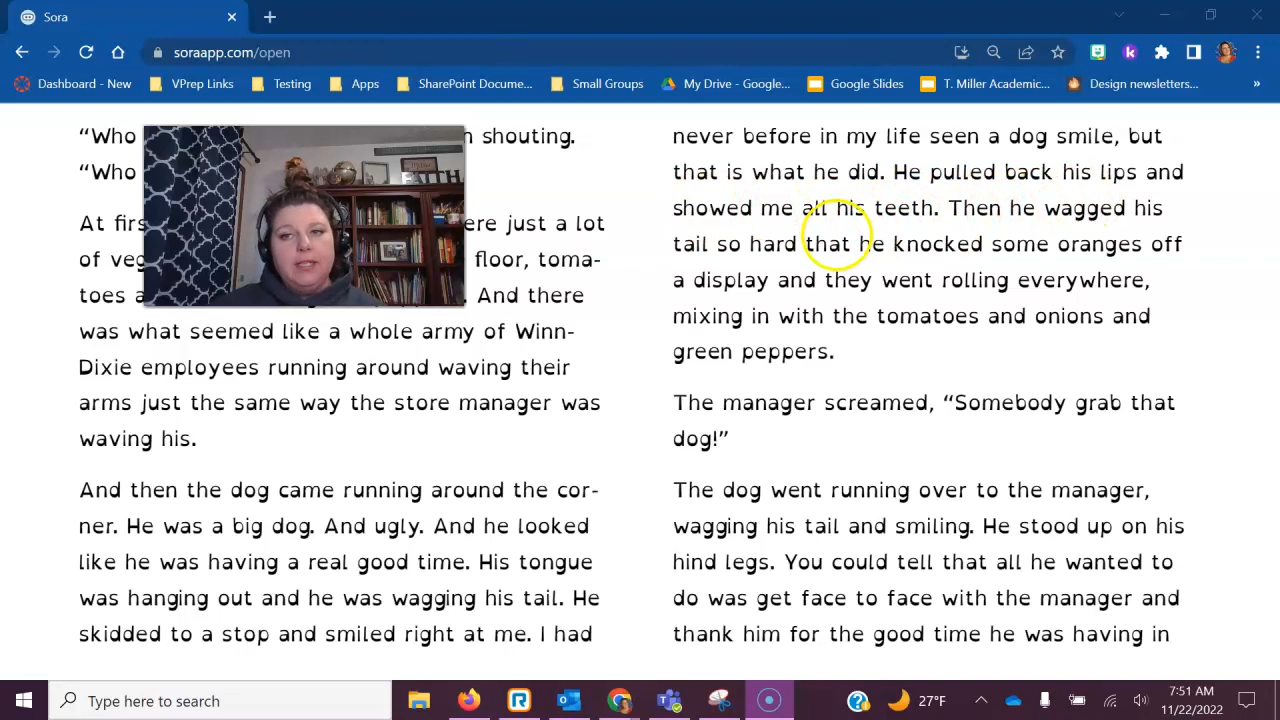 Sora
soraapp.com/open
Dashboard - New
VPrep Links
Testing
Apps
SharePoint Docume...
Small Groups
My Drive - Google...
Google Slides
T. Miller Academic...
Design newsletters...
»
“Who
shouting.
“Who
At firs
ere just a lot
of veg
floor, toma-
toes a
. And there
was what seemed like a whole army of Winn-
Dixie employees running around waving their
arms just the same way the store manager was
waving his.
And then the dog came running around the cor-
ner. He was a big dog. And ugly. And he looked
like he was having a real good time. His tongue
was hanging out and he was wagging his tail. He
skidded to a stop and smiled right at me. I had
never before in my life seen a dog smile, but
that is what he did. He pulled back his lips and
showed me all his teeth. Then he wagged his
tail so hard that he knocked some oranges off
a display and they went rolling everywhere,
mixing in with the tomatoes and onions and
green peppers.
The manager screamed, “Somebody grab that
dog!”
The dog went running over to the manager,
wagging his tail and smiling. He stood up on his
hind legs. You could tell that all he wanted to
do was get face to face with the manager and
thank him for the good time he was having in
Type here to search
27°F
7:51 AM
11/22/2022